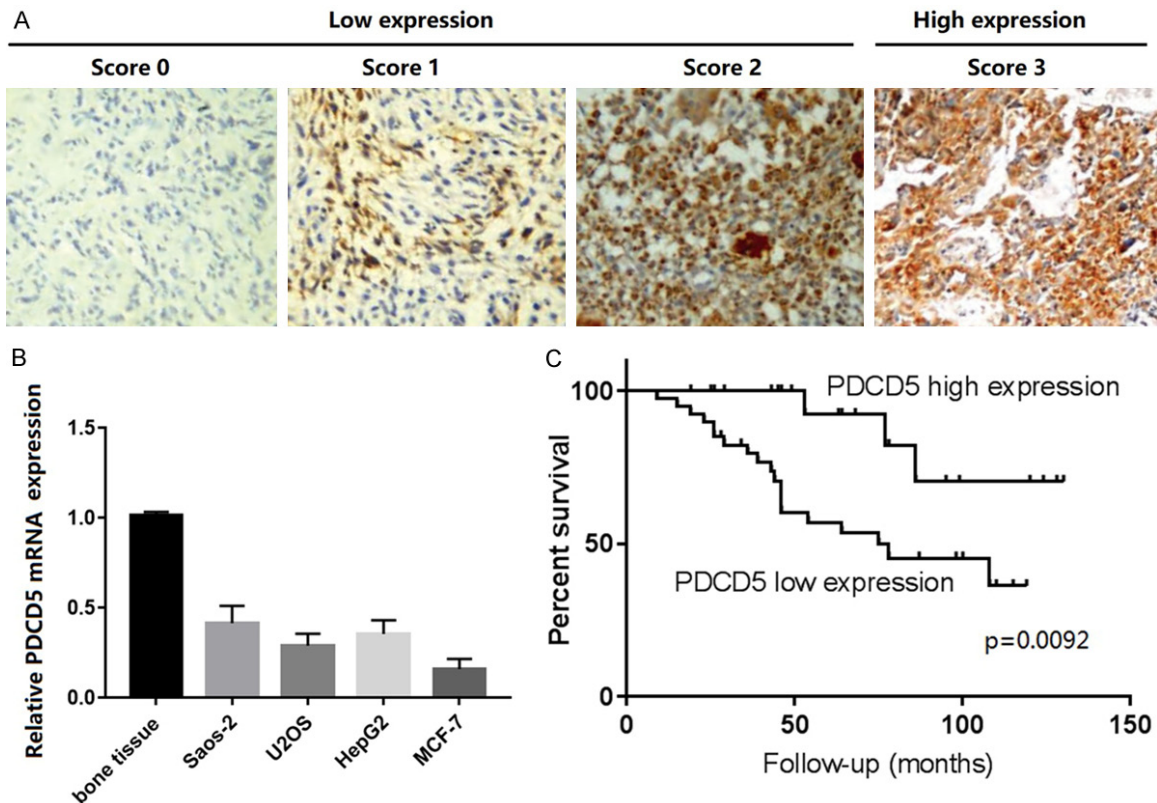 A
Low expression
High expression
Score 0
Score 1
Score 2
Score 3
B
Relative PDCD5 mRNA expression
1.5
1.0
0.5
0.0
bone tissue
Saos-2
U2OS
HepG2
MCF-7
C
Percent survival
100
50
0
PDCD5 high expression
PDCD5 low expression
p=0.0092
0
50
100
150
Follow-up (months)